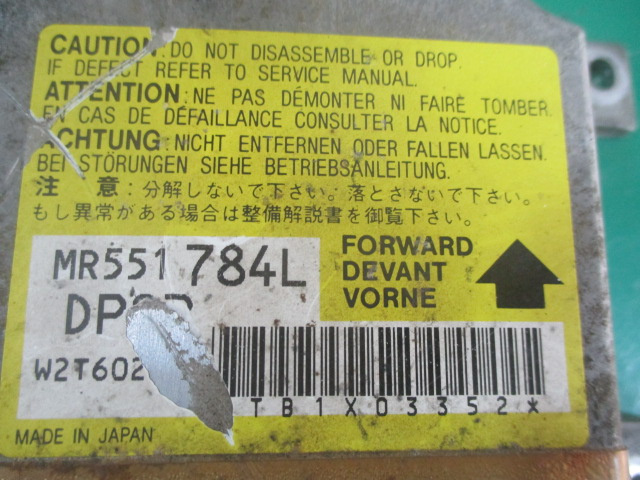 CAUTION:DO NOT DISASSEMBLE OR DROP.
IF DEFECT REFER TO SERVICE MANUAL.
ATTENTION:NE PAS DÉMONTER NI FAIRE TOMBER
EN CAS DE DÉFAILLANCE CONSULTER LA NOTICE.
ACHTUNG:NICHT ENTFERNEN ODER FALLEN LASSEN.
BEI STÖRUNGEN SIEHE BETRIEBSANLEITUNG.
注 意:分解しないで下さい。落とさないで下さい。
もし異常がある場合は整備解説書を御覧下さい。
MR551784L
FORWARD
DEVANT
VORNE
TB1X03352*
MADE IN JAPAN